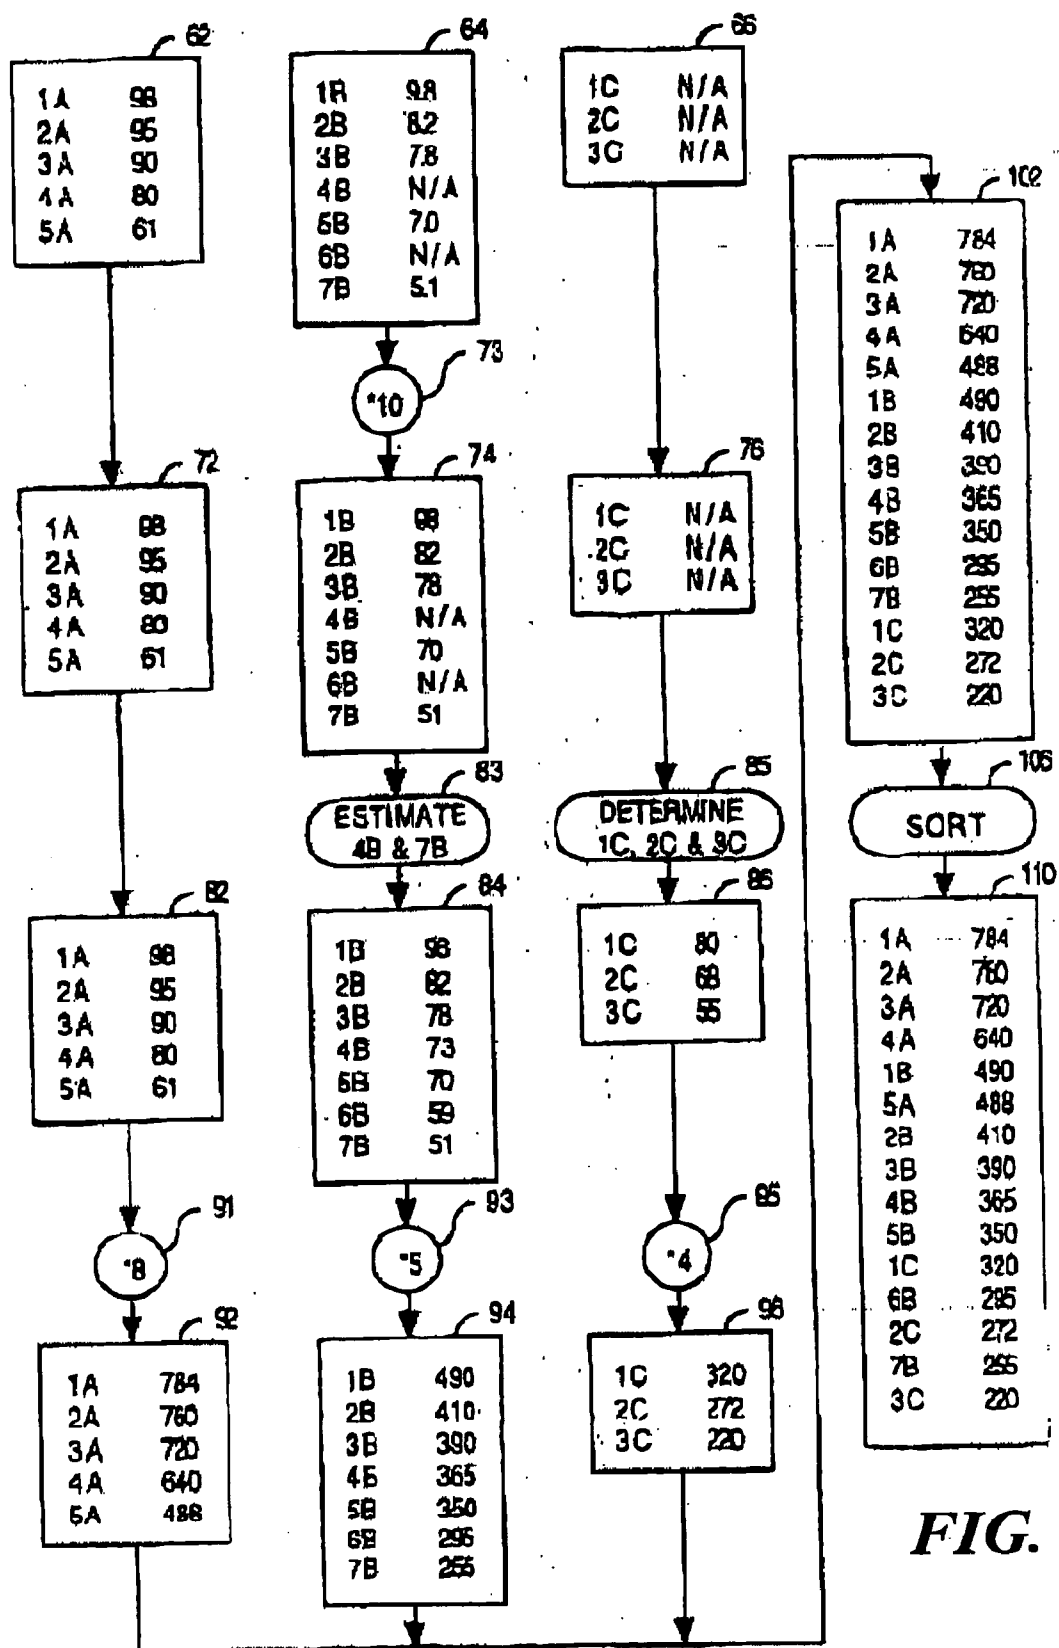 62
1A 98
2A 95
3A 90
4A 80
5A 61
64
1B 9.8
2B 8.2
3B 7.8
4B N/A
5B 7.0
6B N/A
7B 5.1
66
1C N/A
2C N/A
3C N/A
73
*10
72
1A 98
2A 95
3A 90
4A 80
5A 61
74
1B 98
2B 82
3B 78
4B N/A
5B 70
6B N/A
7B 51
76
1C N/A
2C N/A
3C N/A
83
ESTIMATE
4B & 7B
85
DETERMINE
1C, 2C & 3C
82
1A 98
2A 95
3A 90
4A 80
5A 61
84
1B 98
2B 82
3B 78
4B 73
5B 70
6B 59
7B 51
86
1C 80
2C 68
3C 55
91
*8
93
*5
95
*4
92
1A 784
2A 760
3A 720
4A 640
5A 488
94
1B 490
2B 410
3B 390
4B 365
5B 350
6B 295
7B 255
96
1C 320
2C 272
3C 220
102
1A 784
2A 760
3A 720
4A 640
5A 488
1B 490
2B 410
3B 390
4B 365
5B 350
6B 295
7B 255
1C 320
2C 272
3C 220
106
SORT
110
1A 784
2A 760
3A 720
4A 640
1B 490
5A 488
2B 410
3B 390
4B 365
5B 350
1C 320
6B 295
2C 272
7B 255
3C 220
FIG.